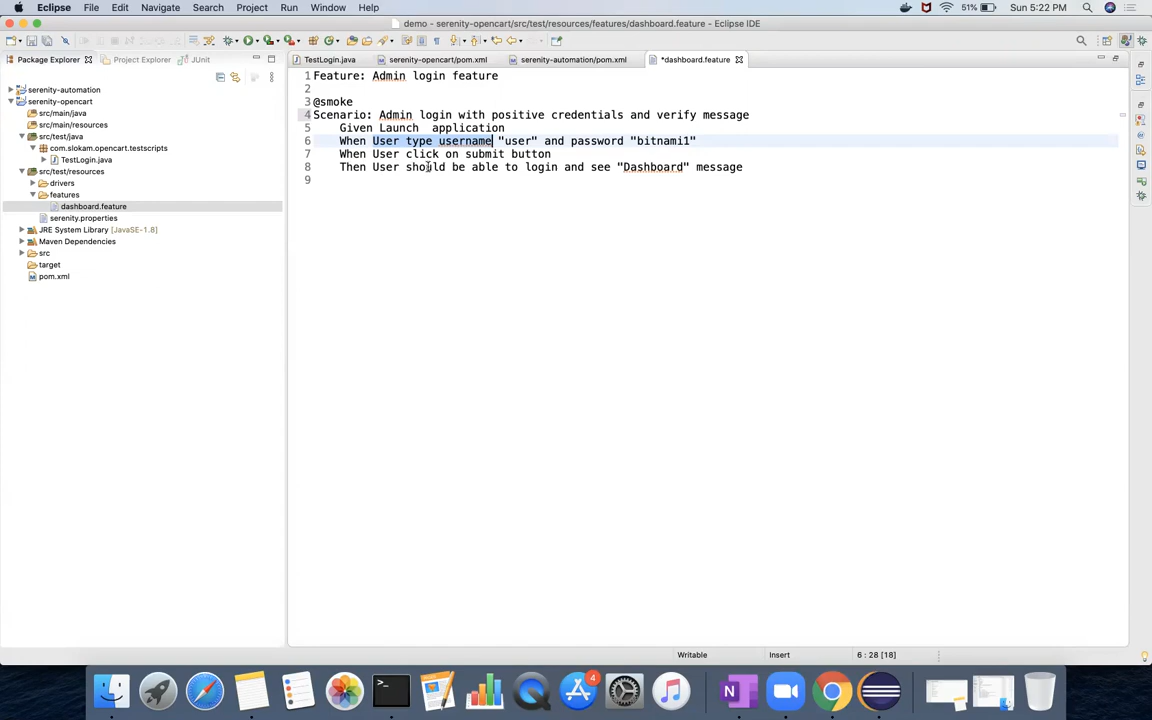 Eclipse File Edit Navigate Search Project Run Window Help 51% Sun 5:22 PM
demo - serenity-opencart/src/test/resources/features/dashboard.feature - Eclipse IDE
Package Explorer Project Explorer JUnit
TestLogin.java serenity-opencart/pom.xml serenity-automation/pom.xml *dashboard.feature
serenity-automation
serenity-opencart
src/main/java
src/main/resources
src/test/java
com.slokam.opencart.testscripts
TestLogin.java
src/test/resources
drivers
features
dashboard.feature
serenity.properties
JRE System Library [JavaSE-1.8]
Maven Dependencies
src
target
pom.xml
1 Feature: Admin login feature
2
3 @smoke
4 Scenario: Admin login with positive credentials and verify message
5 Given Launch  application
6 When User type username "user" and password "bitnami1"
7 When User click on submit button
8 Then User should be able to login and see "Dashboard" message
9
Writable Insert 6 : 28 [18]
4